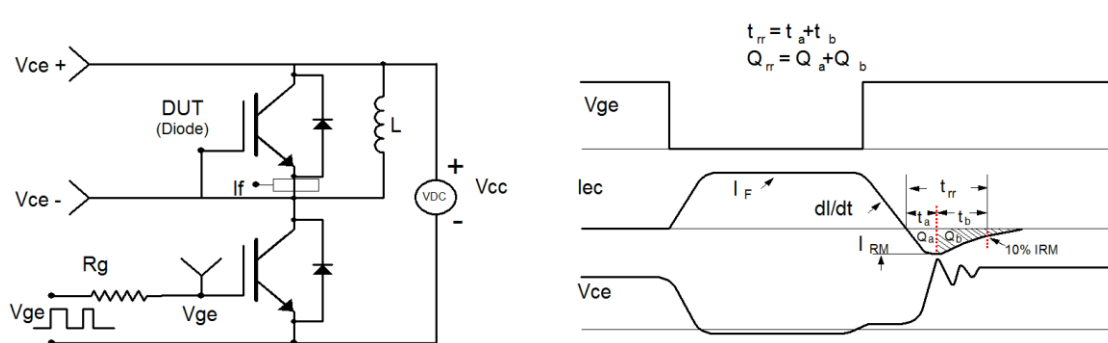 Vce +
DUT
(Diode)
L
If
Vce -
+
VDC
-
Vcc
Rg
Vge
Vge
t rr = t a+t b
Q rr = Q a+Q b
Vge
Iec
I F
dI/dt
t rr
t a
t b
Q a
Q b
I RM
10% IRM
Vce